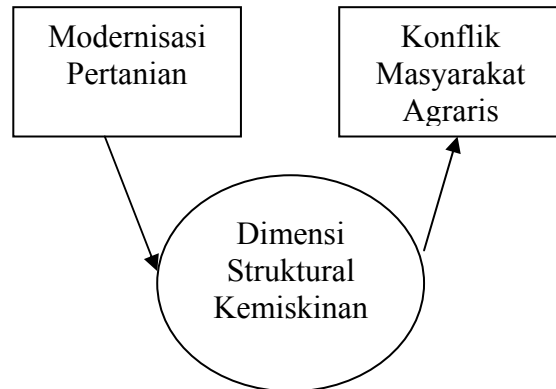 Modernisasi
Pertanian
Konflik
Masyarakat
Agraris
Dimensi
Struktural
Kemiskinan